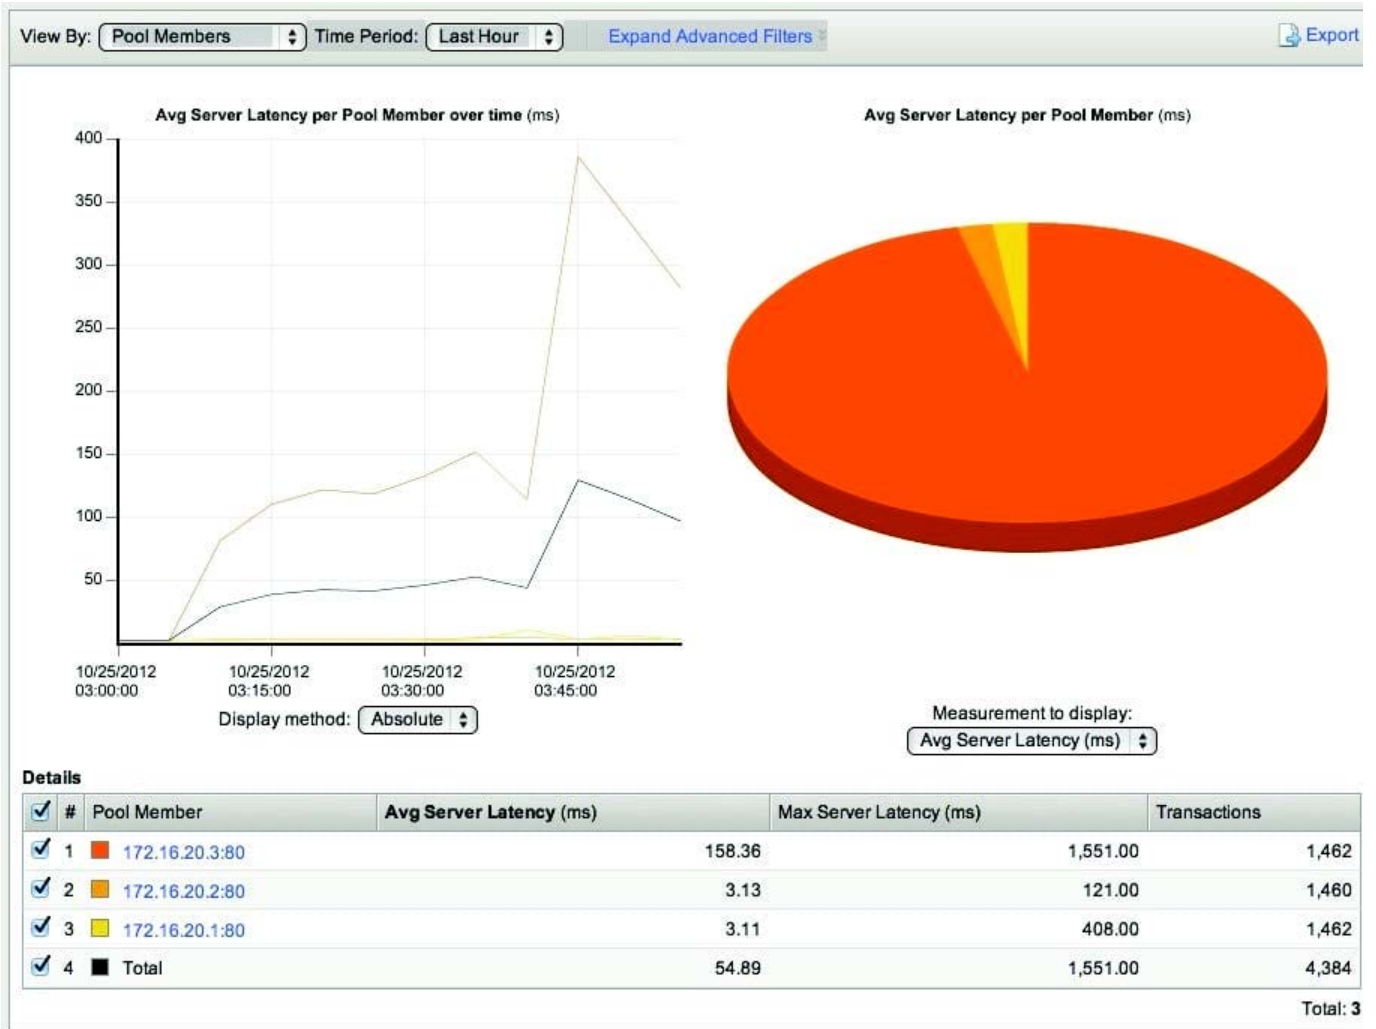 View By: Pool Members Time Period: Last Hour Expand Advanced Filters Export
Avg Server Latency per Pool Member over time (ms)
400
350
300
250
200
150
100
50
10/25/2012 10/25/2012 10/25/2012 10/25/2012
03:00:00 03:15:00 03:30:00 03:45:00
Display method: Absolute
Avg Server Latency per Pool Member (ms)
Measurement to display:
Avg Server Latency (ms)
Details
# Pool Member Avg Server Latency (ms) Max Server Latency (ms) Transactions
1 172.16.20.3:80 158.36 1,551.00 1,462
2 172.16.20.2:80 3.13 121.00 1,460
3 172.16.20.1:80 3.11 408.00 1,462
4 Total 54.89 1,551.00 4,384
Total: 3